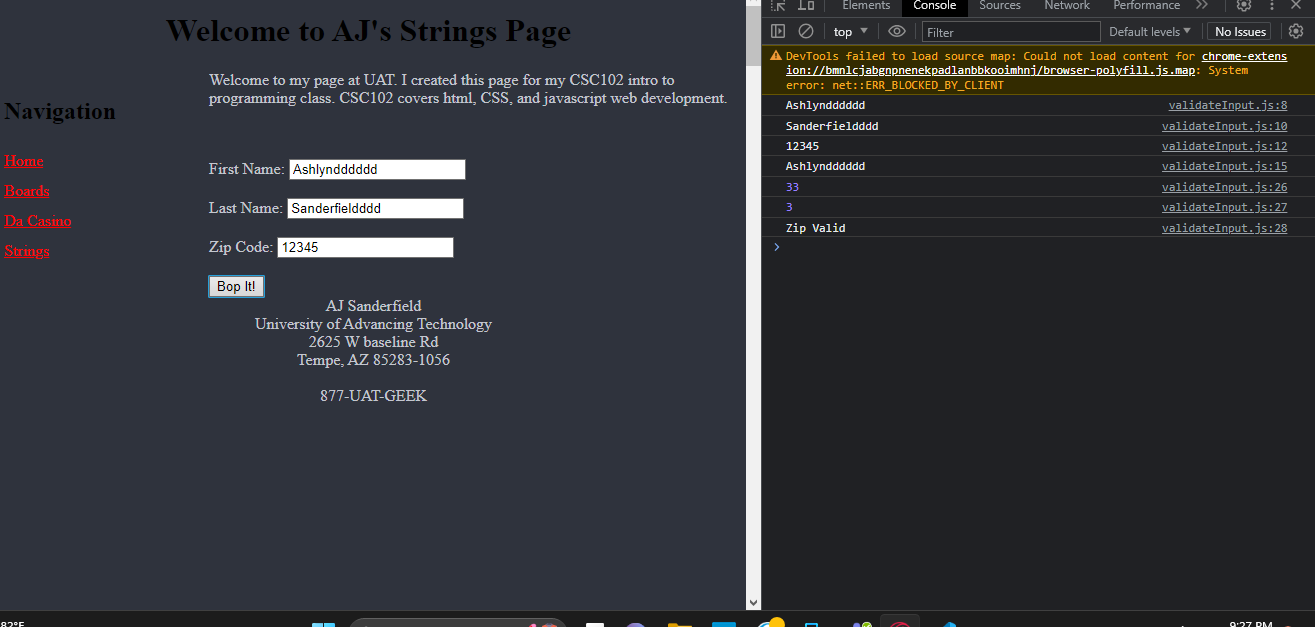 Welcome to AJ's Strings Page
Welcome to my page at UAT. I created this page for my CSC102 intro to
programming class. CSC102 covers html, CSS, and javascript web development.
Navigation
Home
Boards
Da Casino
Strings
First Name: Ashlyndddddd
Last Name: Sanderfieldddd
Zip Code: 12345
Bop It!
AJ Sanderfield
University of Advancing Technology
2625 W baseline Rd
Tempe, AZ 85283-1056
877-UAT-GEEK
Elements Console Sources Network Performance
top Filter Default levels No Issues
DevTools failed to load source map: Could not load content for chrome-extens
ion://bmnlcjabgnpnenekpadlanbbkooimhnj/browser-polyfill.js.map: System
error: net::ERR_BLOCKED_BY_CLIENT
Ashlyndddddd validateInput.js:8
Sanderfieldddd validateInput.js:10
12345 validateInput.js:12
Ashlyndddddd validateInput.js:15
33 validateInput.js:26
3 validateInput.js:27
Zip Valid validateInput.js:28
82°F
9:27 PM